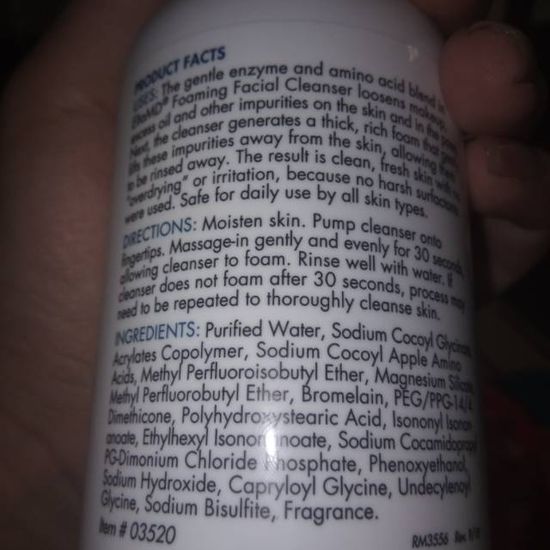 PRODUCT FACTS
USES: The gentle enzyme and amino acid blend in
EliteMD® Foaming Facial Cleanser loosens makeup,
excess oil and other impurities on the skin and in the
Next, the cleanser generates a thick, rich foam that
lifts these impurities away from the skin, allowing them
to be rinsed away. The result is clean, fresh skin with
"overdrying" or irritation, because no harsh
were used. Safe for daily use by all skin types.
DIRECTIONS: Moisten skin. Pump cleanser onto
fingertips. Massage-in gently and evenly for 30 seconds,
allowing cleanser to foam. Rinse well with water. If
cleanser does not foam after 30 seconds, process may
need to be repeated to thoroughly cleanse skin.
INGREDIENTS: Purified Water, Sodium Cocoyl Glycinate,
Acrylates Copolymer, Sodium Cocoyl Apple Amino
Acids, Methyl Perfluoroisobutyl Ether, Magnesium Silicate
Methyl Perfluorobutyl Ether, Bromelain, PEG/PPG-14/4
Dimethicone, Polyhydroxystearic Acid, Isononyl Isonon-
anoate, Ethylhexyl Isononanoate, Sodium Cocamidopropyl
PG-Dimonium Chloride Phosphate, Phenoxyethanol,
Sodium Hydroxide, Capryloyl Glycine, Undecylenoyl
Glycine, Sodium Bisulfite, Fragrance.
Item # 03520
RM3556 Rev.